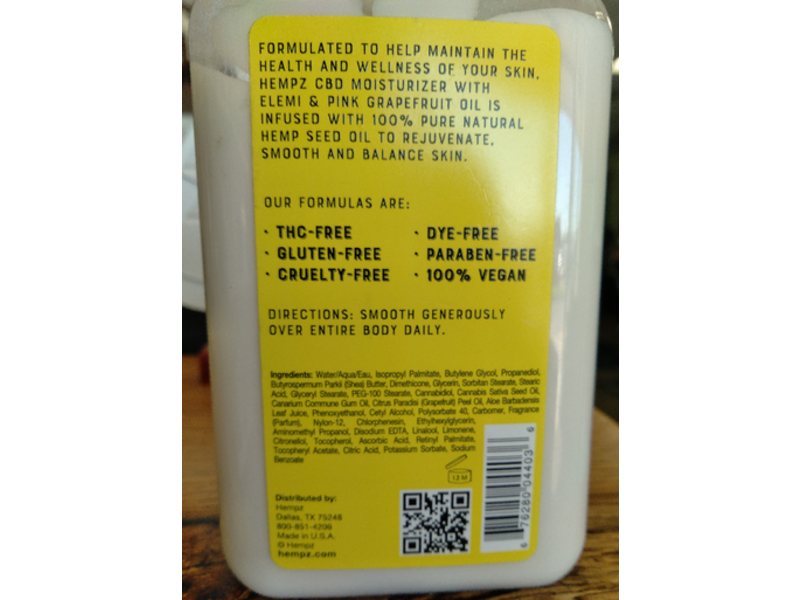 FORMULATED TO HELP MAINTAIN THE
HEALTH AND WELLNESS OF YOUR SKIN,
HEMPZ CBD MOISTURIZER WITH
ELEMI & PINK GRAPEFRUIT OIL IS
INFUSED WITH 100% PURE NATURAL
HEMP SEED OIL TO REJUVENATE,
SMOOTH AND BALANCE SKIN.
OUR FORMULAS ARE:
· THC-FREE · DYE-FREE
· GLUTEN-FREE · PARABEN-FREE
· CRUELTY-FREE · 100% VEGAN
DIRECTIONS: SMOOTH GENEROUSLY
OVER ENTIRE BODY DAILY.
Ingredients: Water/Aqua/Eau, Isopropyl Palmitate, Butylene Glycol, Propanediol,
Butyrospermum Parkii (Shea) Butter, Dimethicone, Glycerin, Sorbitan Stearate, Stearic
Acid, Glyceryl Stearate, PEG-100 Stearate, Cannabidiol, Cannabis Sativa Seed Oil,
Canarium Commune Gum Oil, Citrus Paradisi (Grapefruit) Peel Oil, Aloe Barbadensis
Leaf Juice, Phenoxyethanol, Cetyl Alcohol, Polysorbate 40, Carbomer, Fragrance
(Parfum), Nylon-12, Chlorphenesin, Ethylhexylglycerin,
Aminomethyl Propanol, Disodium EDTA, Linalool, Limonene,
Citronellol, Tocopherol, Ascorbic Acid, Retinyl Palmitate,
Tocopheryl Acetate, Citric Acid, Potassium Sorbate, Sodium
Benzoate
12 M
Distributed by:
Hempz
Dallas, TX 75248
800-851-4206
Made in U.S.A.
© Hempz
hempz.com
6 76280 04403 6